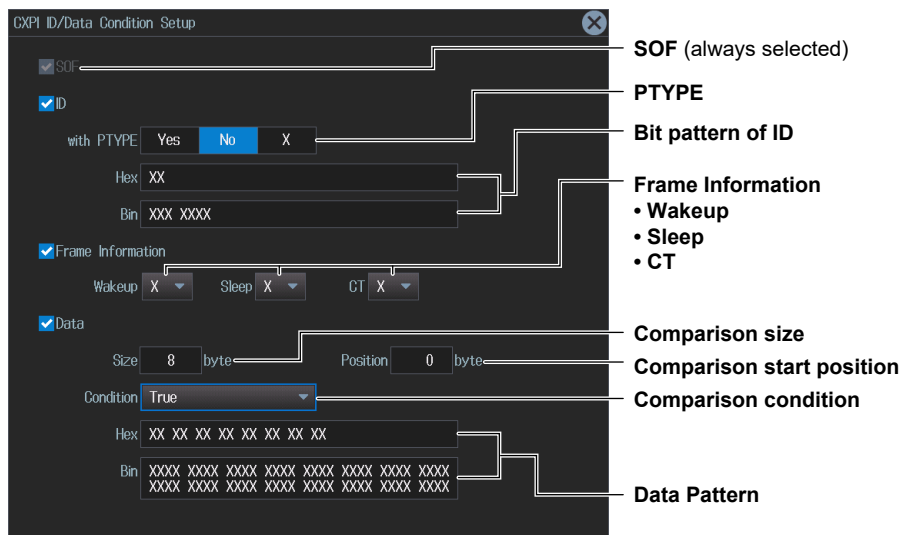 CXPI ID/Data Condition Setup
SOF
SOF (always selected)
ID
PTYPE
with PTYPE Yes No X
Bit pattern of ID
Hex XX
Bin XXX XXXX
Frame Information
• Wakeup
• Sleep
• CT
Frame Information
Wakeup X Sleep X CT X
Data
Comparison size
Size 8 byte Position 0 byte
Comparison start position
Condition True
Comparison condition
Hex XX XX XX XX XX XX XX XX
Bin XXXX XXXX XXXX XXXX XXXX XXXX XXXX XXXX
XXXX XXXX XXXX XXXX XXXX XXXX XXXX XXXX
Data Pattern